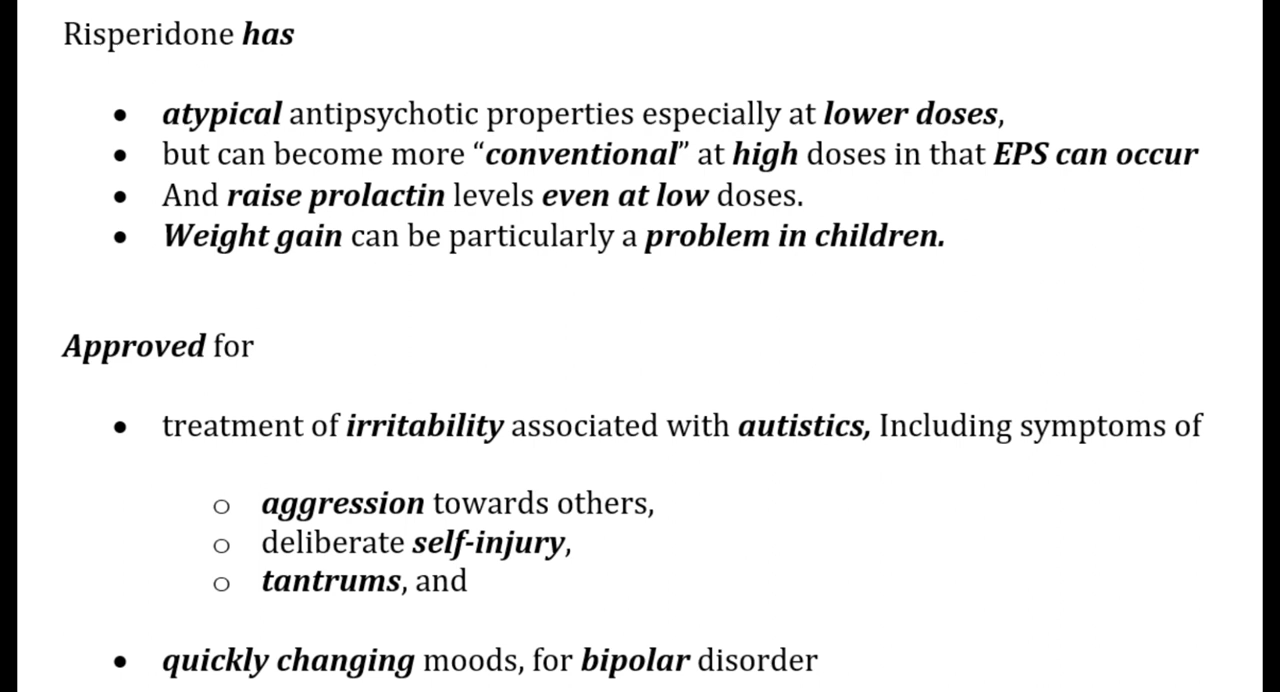 Risperidone has
• atypical antipsychotic properties especially at lower doses,
• but can become more “conventional” at high doses in that EPS can occur
• And raise prolactin levels even at low doses.
• Weight gain can be particularly a problem in children.
Approved for
• treatment of irritability associated with autistics, Including symptoms of
o aggression towards others,
o deliberate self-injury,
o tantrums, and
• quickly changing moods, for bipolar disorder